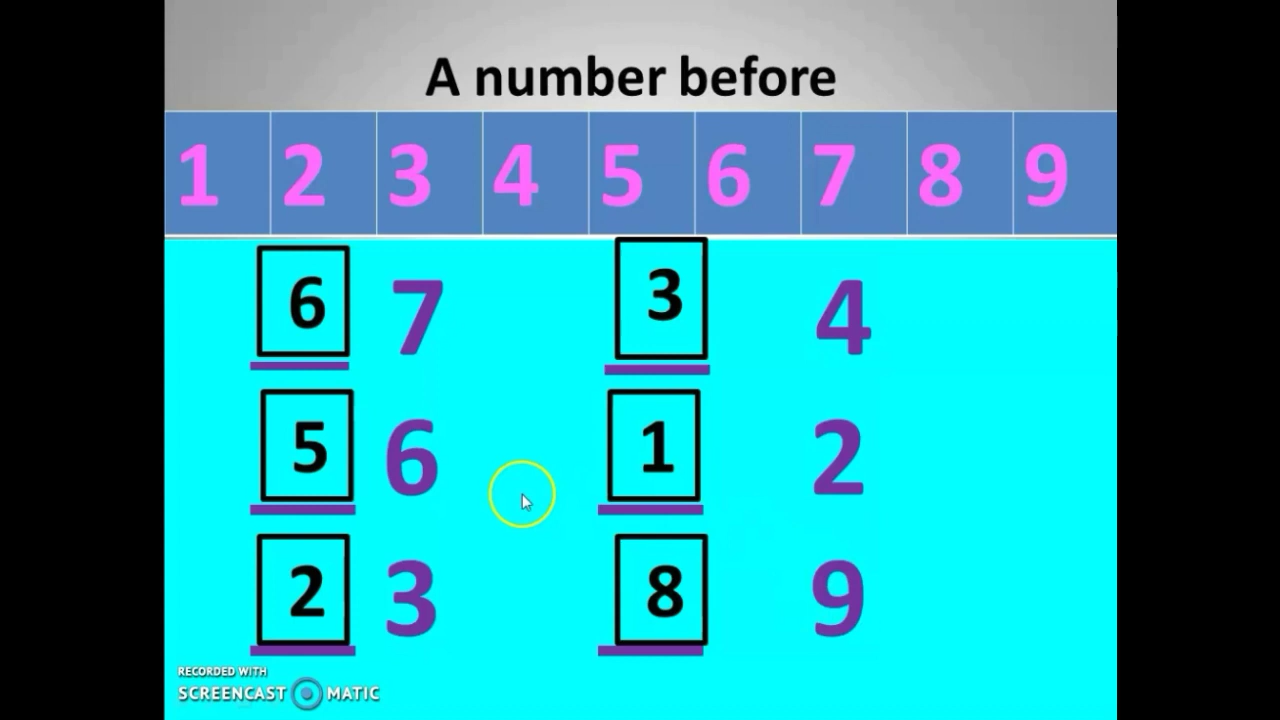 A number before
1 2 3 4 5 6 7 8 9
6 7 3 4
5 6 1 2
2 3 8 9
RECORDED WITH
SCREENCAST MATIC